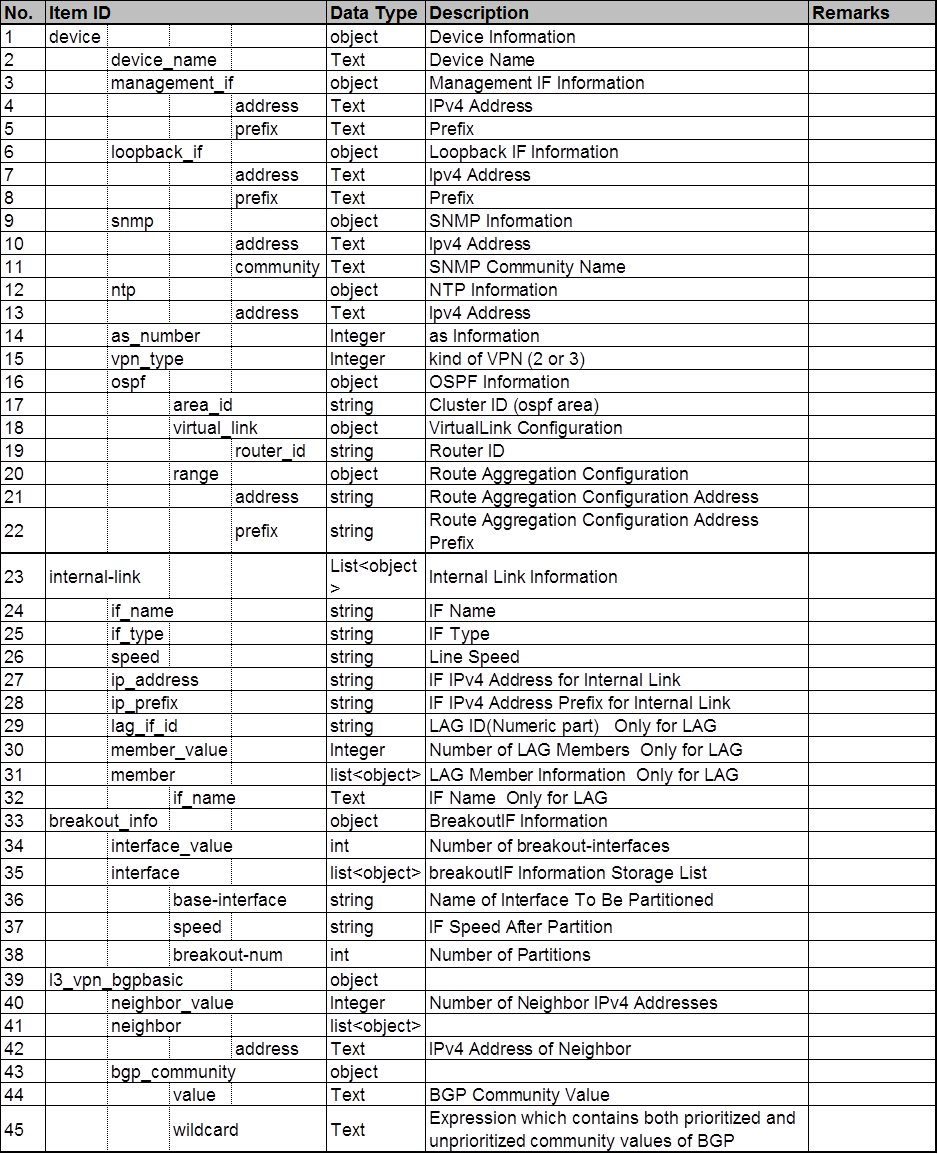 No. Item ID Data Type Description Remarks
1 device object Device Information
2 device_name Text Device Name
3 management_if object Management IF Information
4 address Text IPv4 Address
5 prefix Text Prefix
6 loopback_if object Loopback IF Information
7 address Text Ipv4 Address
8 prefix Text Prefix
9 snmp object SNMP Information
10 address Text Ipv4 Address
11 community Text SNMP Community Name
12 ntp object NTP Information
13 address Text Ipv4 Address
14 as_number Integer as Information
15 vpn_type Integer kind of VPN (2 or 3)
16 ospf object OSPF Information
17 area_id string Cluster ID (ospf area)
18 virtual_link object VirtualLink Configuration
19 router_id string Router ID
20 range object Route Aggregation Configuration
21 address string Route Aggregation Configuration Address
22 prefix string Route Aggregation Configuration Address
Prefix
23 internal-link List<object
> Internal Link Information
24 if_name string IF Name
25 if_type string IF Type
26 speed string Line Speed
27 ip_address string IF IPv4 Address for Internal Link
28 ip_prefix string IF IPv4 Address Prefix for Internal Link
29 lag_if_id string LAG ID(Numeric part) Only for LAG
30 member_value Integer Number of LAG Members Only for LAG
31 member list<object> LAG Member Information Only for LAG
32 if_name Text IF Name Only for LAG
33 breakout_info object BreakoutIF Information
34 interface_value int Number of breakout-interfaces
35 interface list<object> breakoutIF Information Storage List
36 base-interface string Name of Interface To Be Partitioned
37 speed string IF Speed After Partition
38 breakout-num int Number of Partitions
39 l3_vpn_bgpbasic object
40 neighbor_value Integer Number of Neighbor IPv4 Addresses
41 neighbor list<object>
42 address Text IPv4 Address of Neighbor
43 bgp_community object
44 value Text BGP Community Value
45 wildcard Text Expression which contains both prioritized and
unprioritized community values of BGP